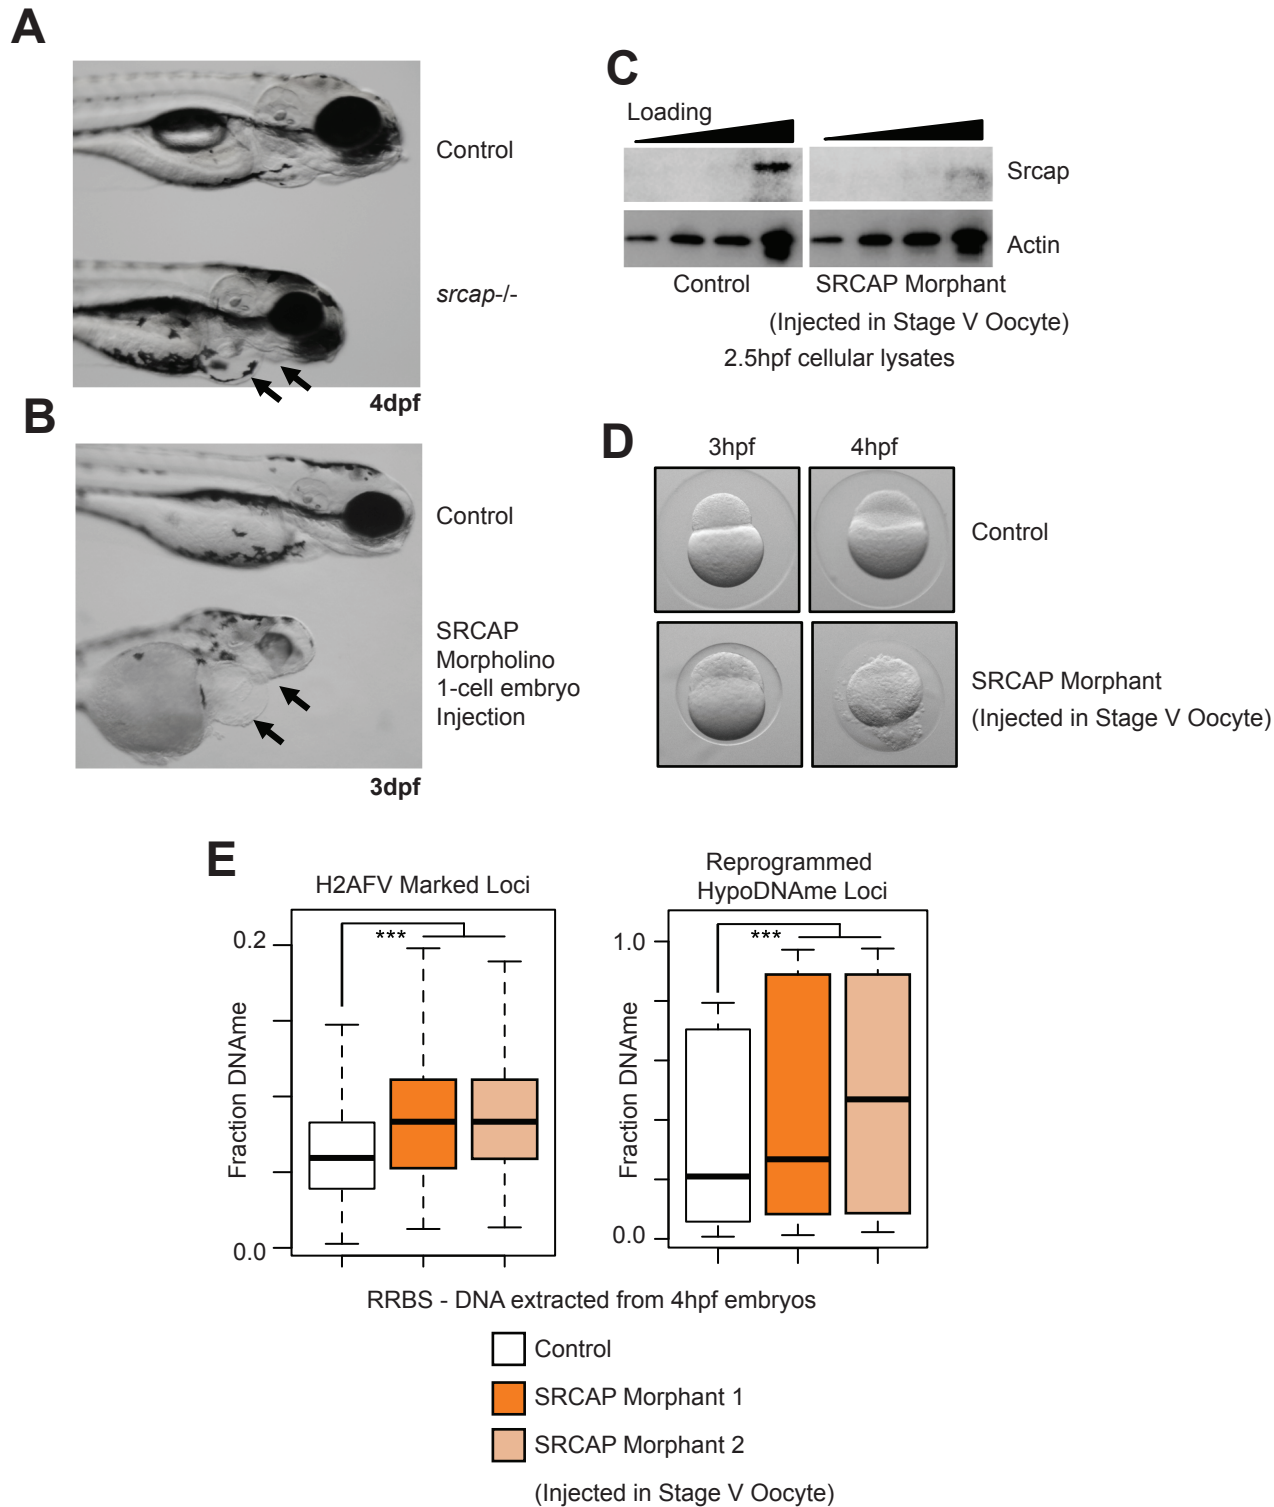 A
Control
srcap-/-
4dpf
B
Control
SRCAP
Morpholino
1-cell embryo
Injection
3dpf
C
Loading
Srcap
Actin
Control
SRCAP Morphant
(Injected in Stage V Oocyte)
2.5hpf cellular lysates
D
3hpf
4hpf
Control
SRCAP Morphant
(Injected in Stage V Oocyte)
E
H2AFV Marked Loci
***
0.2
0.0
Fraction DNAme
Reprogrammed
HypoDNAme Loci
***
1.0
0.0
Fraction DNAme
RRBS - DNA extracted from 4hpf embryos
Control
SRCAP Morphant 1
SRCAP Morphant 2
(Injected in Stage V Oocyte)